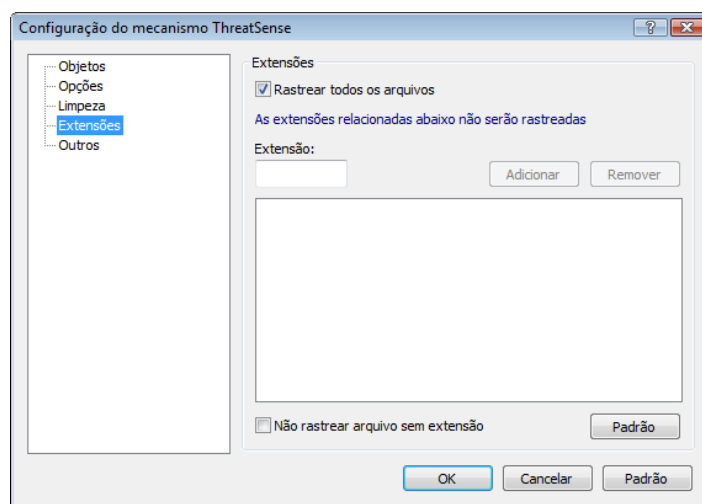 Configuração do mecanismo ThreatSense
Objetos
Opções
Limpeza
Extensões
Outros
Extensões
Rastrear todos os arquivos
As extensões relacionadas abaixo não serão rastreadas
Extensão:
Adicionar
Remover
Não rastrear arquivo sem extensão
Padrão
OK
Cancelar
Padrão